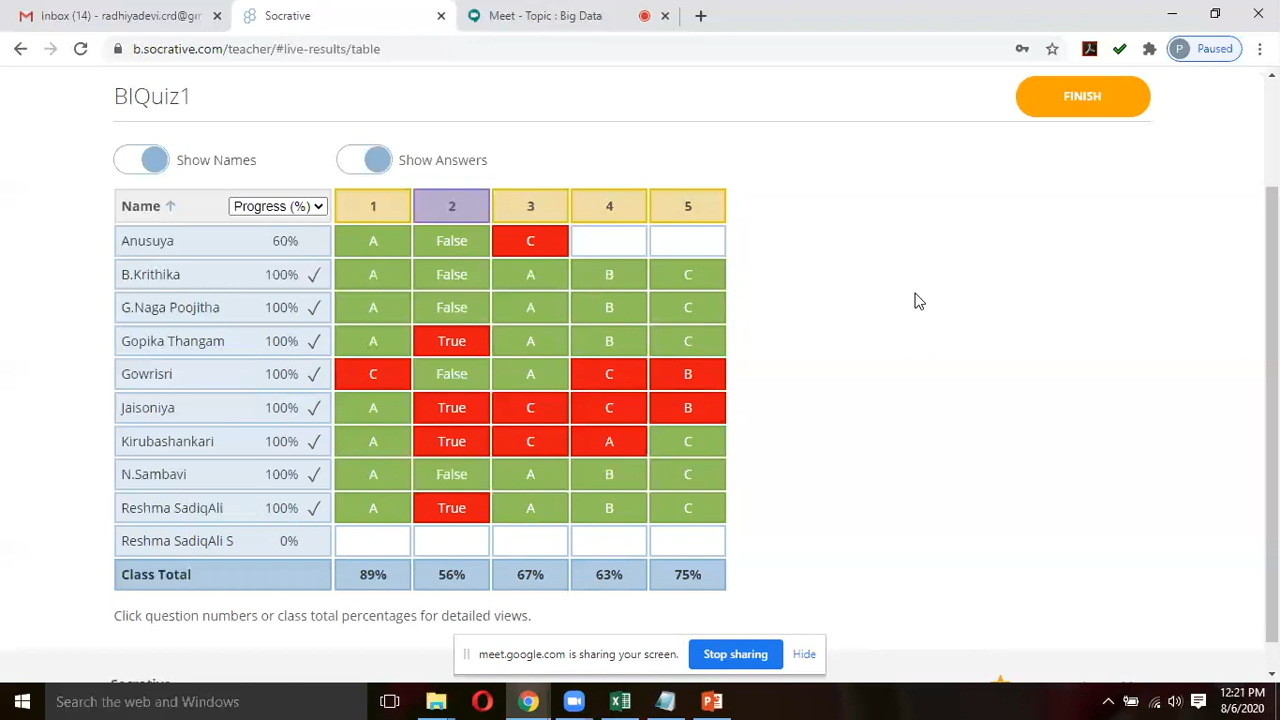 Inbox (14) - radhiyadevi.crd@gr
Socrative
Meet - Topic : Big Data
b.socrative.com/teacher/#live-results/table
Paused
BIQuiz1
FINISH
Show Names
Show Answers
Name Progress (%) 1 2 3 4 5
Anusuya 60% A False C
B.Krithika 100% A False A B C
G.Naga Poojitha 100% A False A B C
Gopika Thangam 100% A True A B C
Gowrisri 100% C False A C B
Jaisoniya 100% A True C C B
Kirubashankari 100% A True C A C
N.Sambavi 100% A False A B C
Reshma SadiqAli 100% A True A B C
Reshma SadiqAli S 0%
Class Total 89% 56% 67% 63% 75%
Click question numbers or class total percentages for detailed views.
meet.google.com is sharing your screen. Stop sharing Hide
Search the web and Windows
12:21 PM
8/6/2020